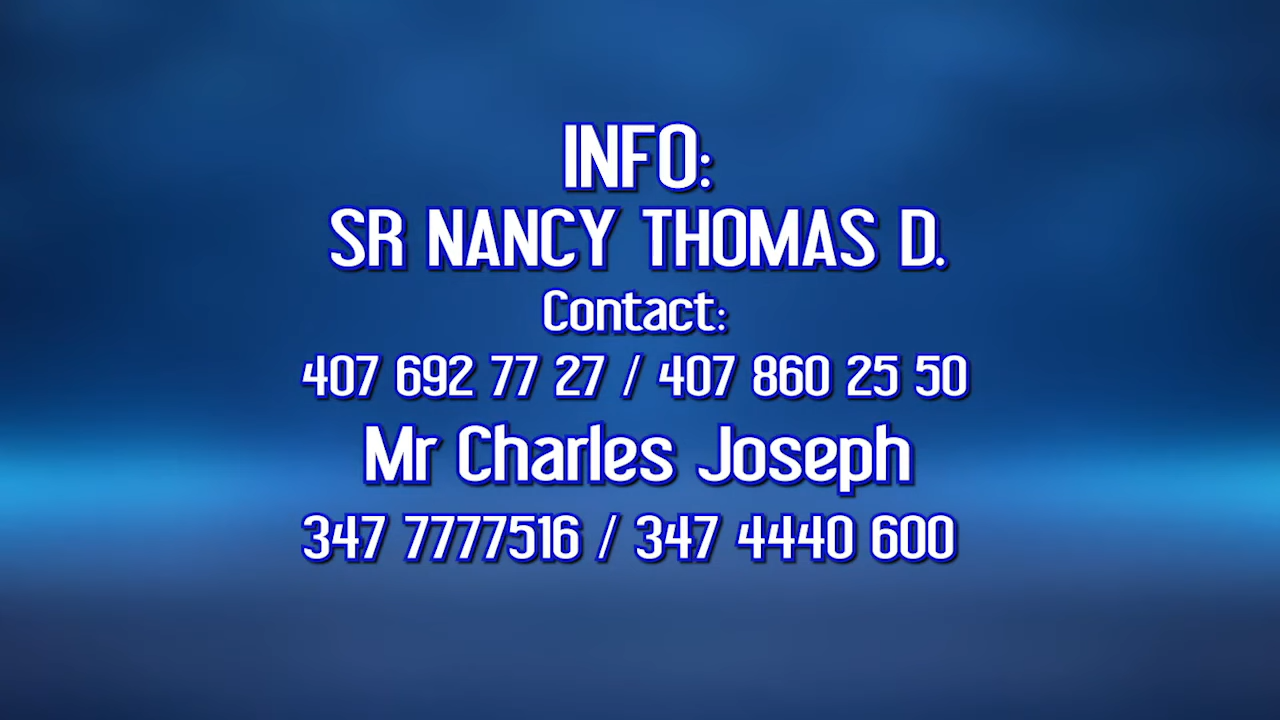 INFO:
SR NANCY THOMAS D.
Contact:
407 692 77 27 / 407 860 25 50
Mr Charles Joseph
347 7777516 / 347 4440 600